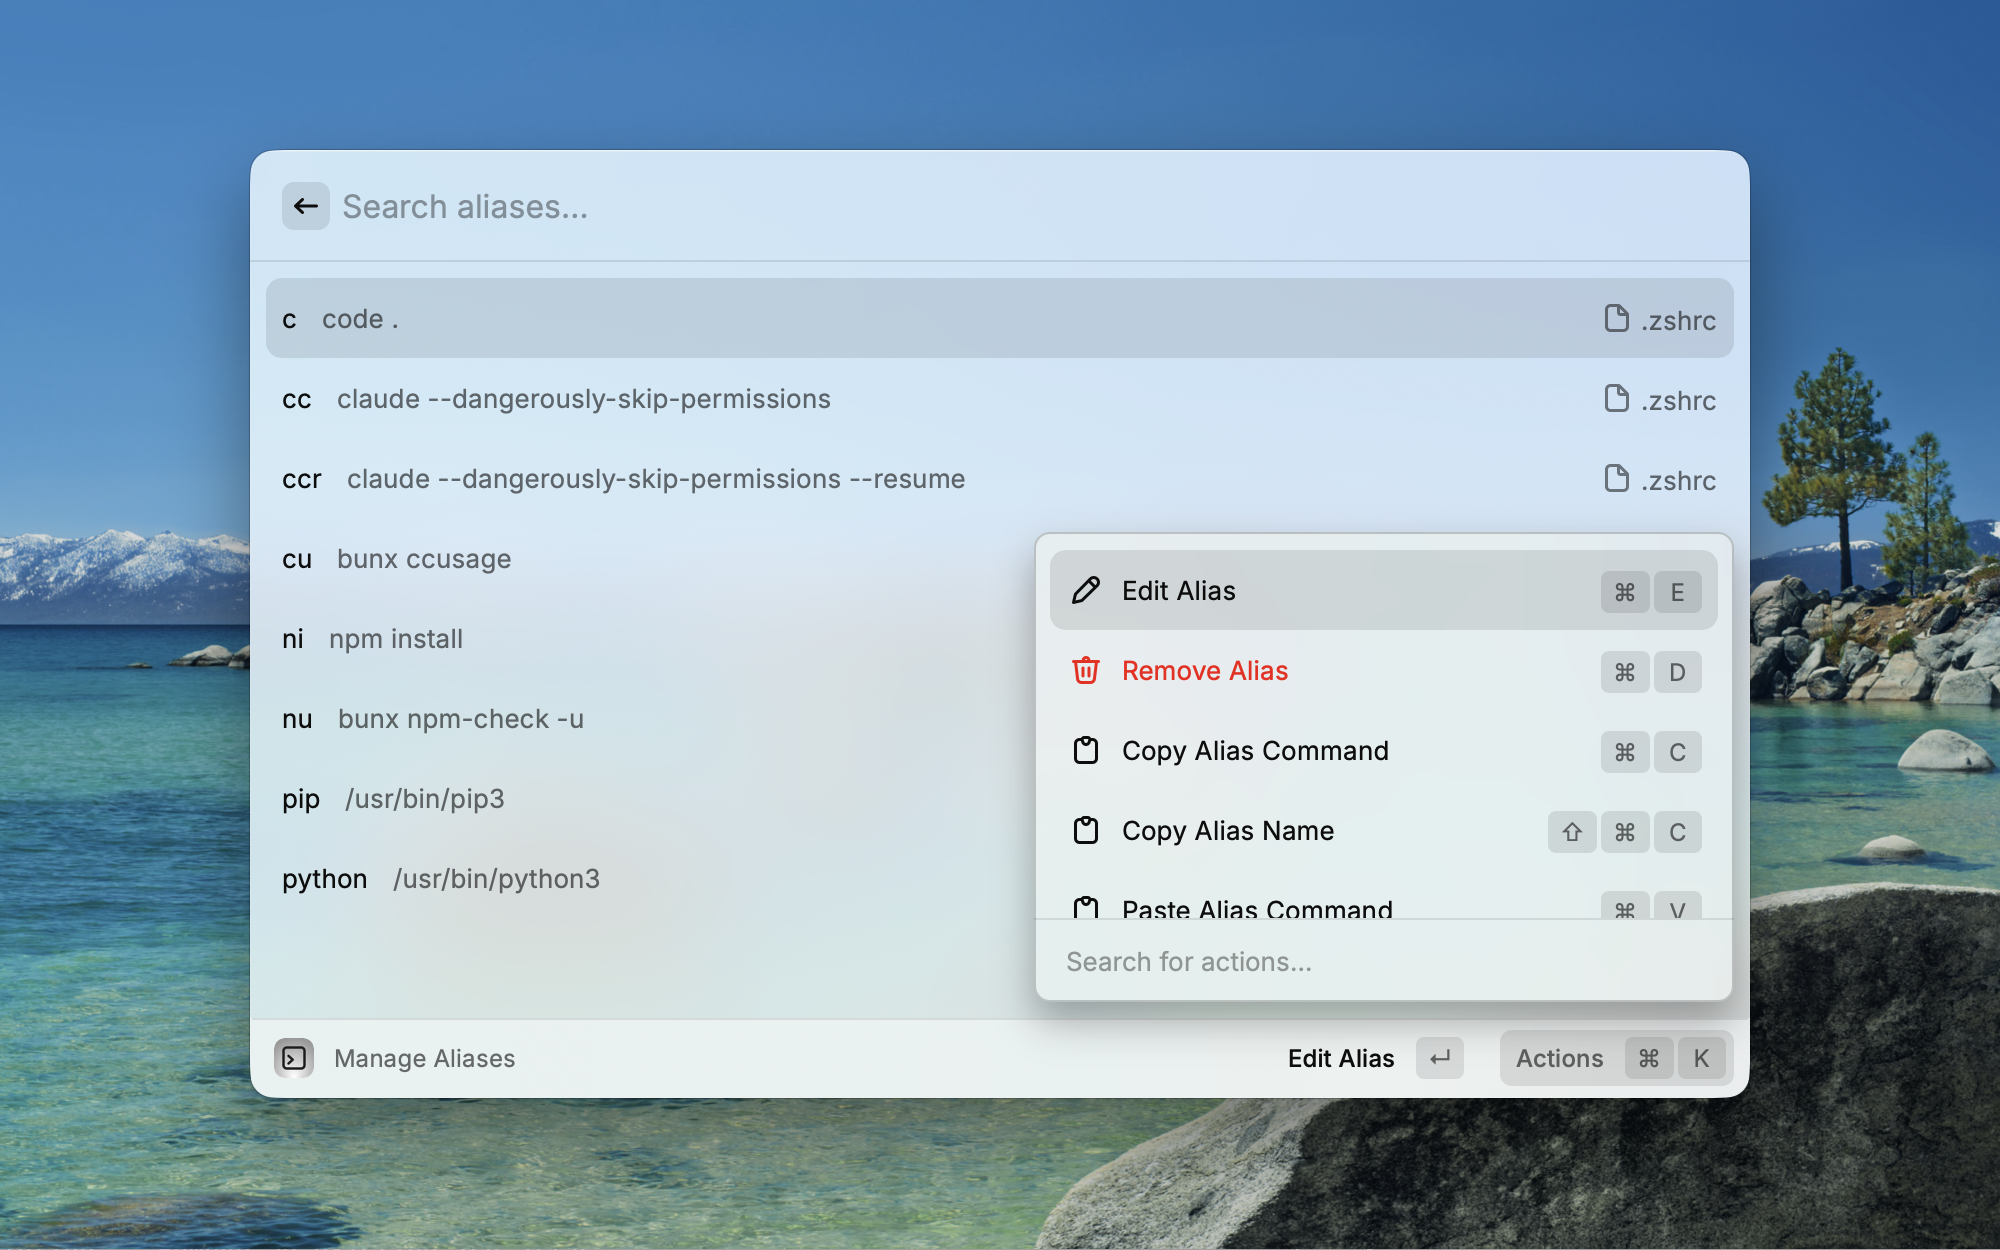 Search aliases...
c code . .zshrc
cc claude --dangerously-skip-permissions .zshrc
ccr claude --dangerously-skip-permissions --resume .zshrc
cu bunx ccusage
ni npm install
nu bunx npm-check -u
pip /usr/bin/pip3
python /usr/bin/python3
Edit Alias ⌘ E
Remove Alias ⌘ D
Copy Alias Command ⌘ C
Copy Alias Name ⇧ ⌘ C
Paste Alias Command ⌘ V
Search for actions...
Manage Aliases Edit Alias ↵ Actions ⌘ K